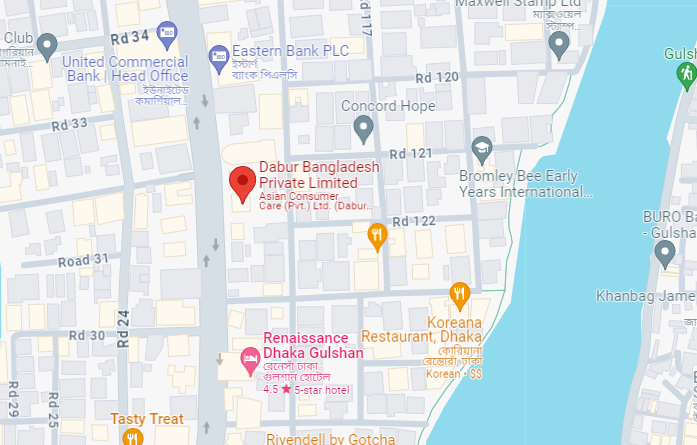 Maxwell Stamp Ltd
ম্যাক্সওয়েল
স্ট্যাম্প...
Rd 117
Club
Rd 34
United Commercial
Bank | Head Office
ইউনাইটেড
কমার্শিয়াল...
Eastern Bank PLC
ইস্টার্ণ
ব্যাংক পিএলসি
Gulsh
Rd 120
Concord Hope
Rd 33
Rd 121
Bromley Bee Early
Years International...
Dabur Bangladesh
Private Limited
Asian Consumer
Care (Pvt.) Ltd. (Dabur...
Rd 122
BURO Ba
- Gulsha
Road 31
Khanbag Jame
Rd 24
Rd 30
Koreana
Restaurant, Dhaka
কোরিয়ানা
রেস্তোরাঁ ঢাকা
Korean • $$
Renaissance
Dhaka Gulshan
রেনেসাঁ ঢাকা
গুলশান হোটেল
4.5 ★ 5-star hotel
Rd 29
Rd 25
Tasty Treat
Rivendell by Gotcha